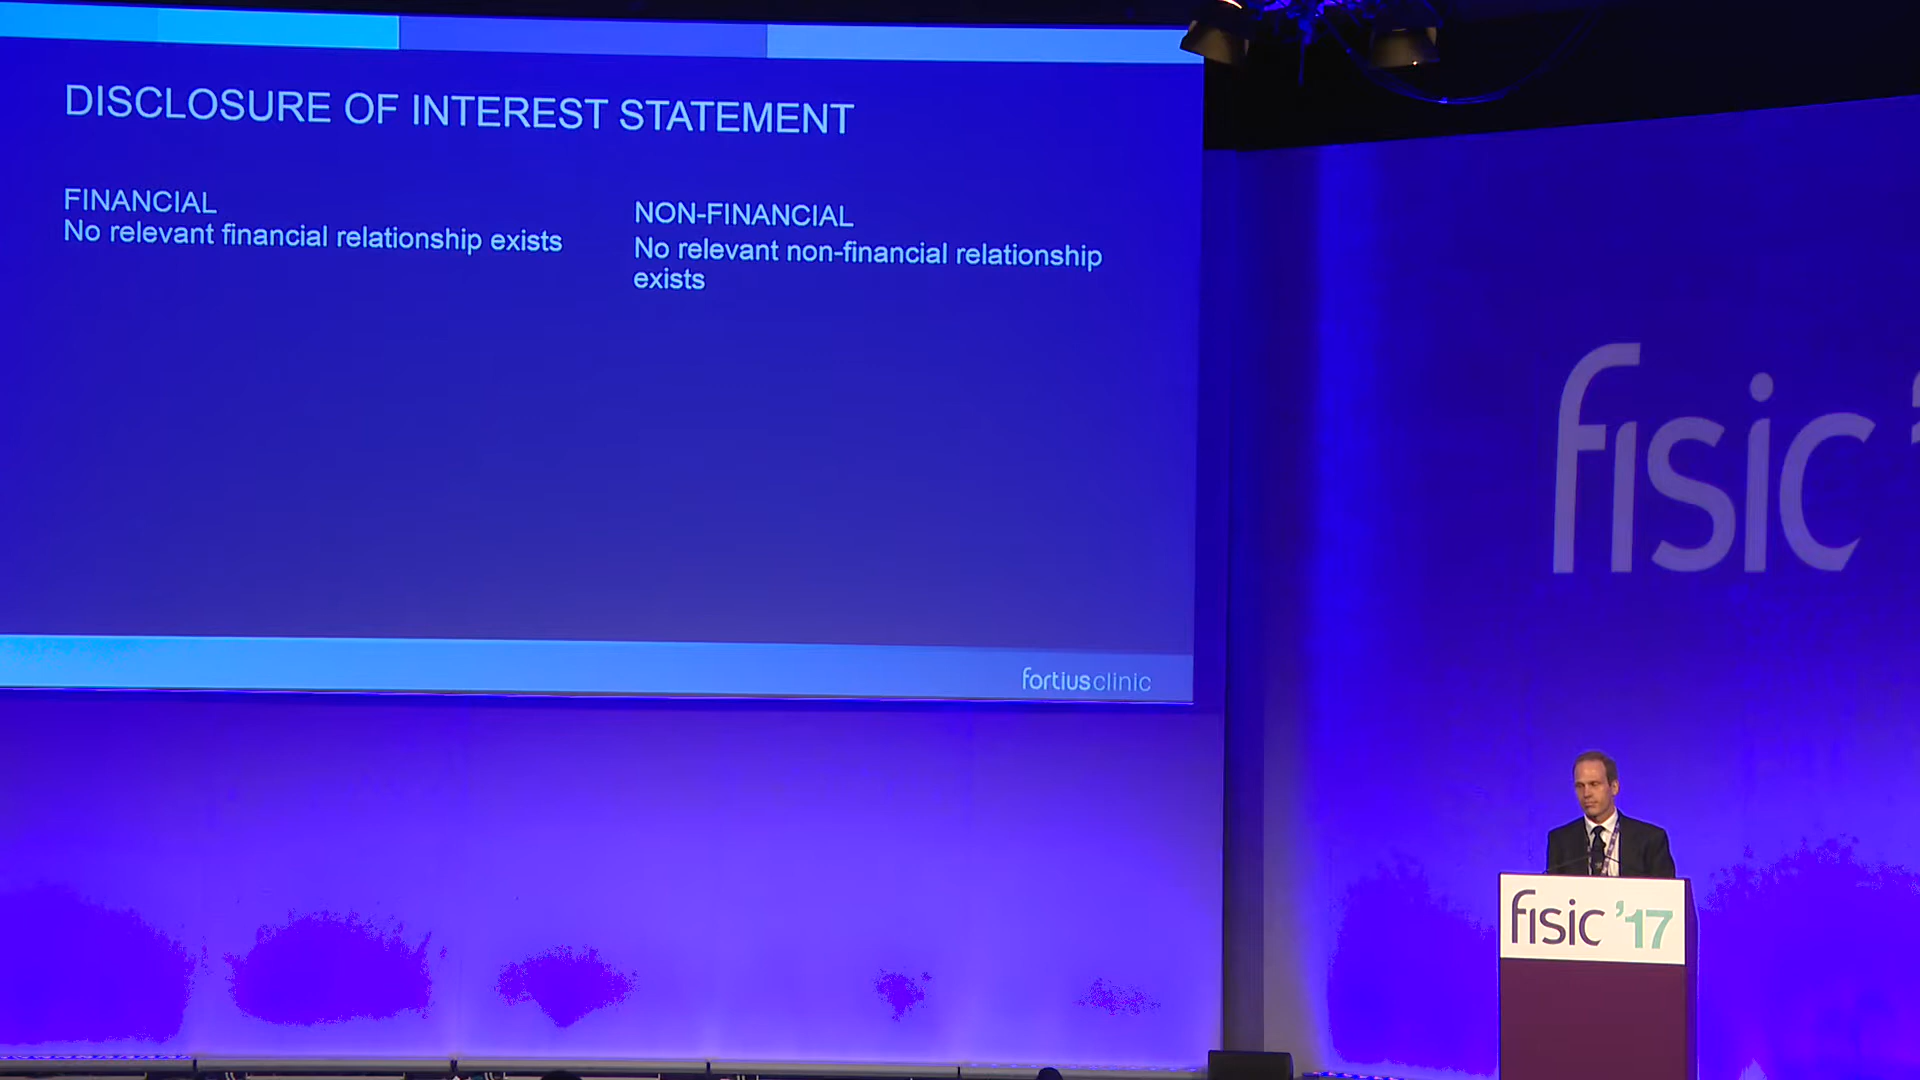 DISCLOSURE OF INTEREST STATEMENT
FINANCIAL
No relevant financial relationship exists
NON-FINANCIAL
No relevant non-financial relationship
exists
fortiusclinic
fisic '
fisic '17